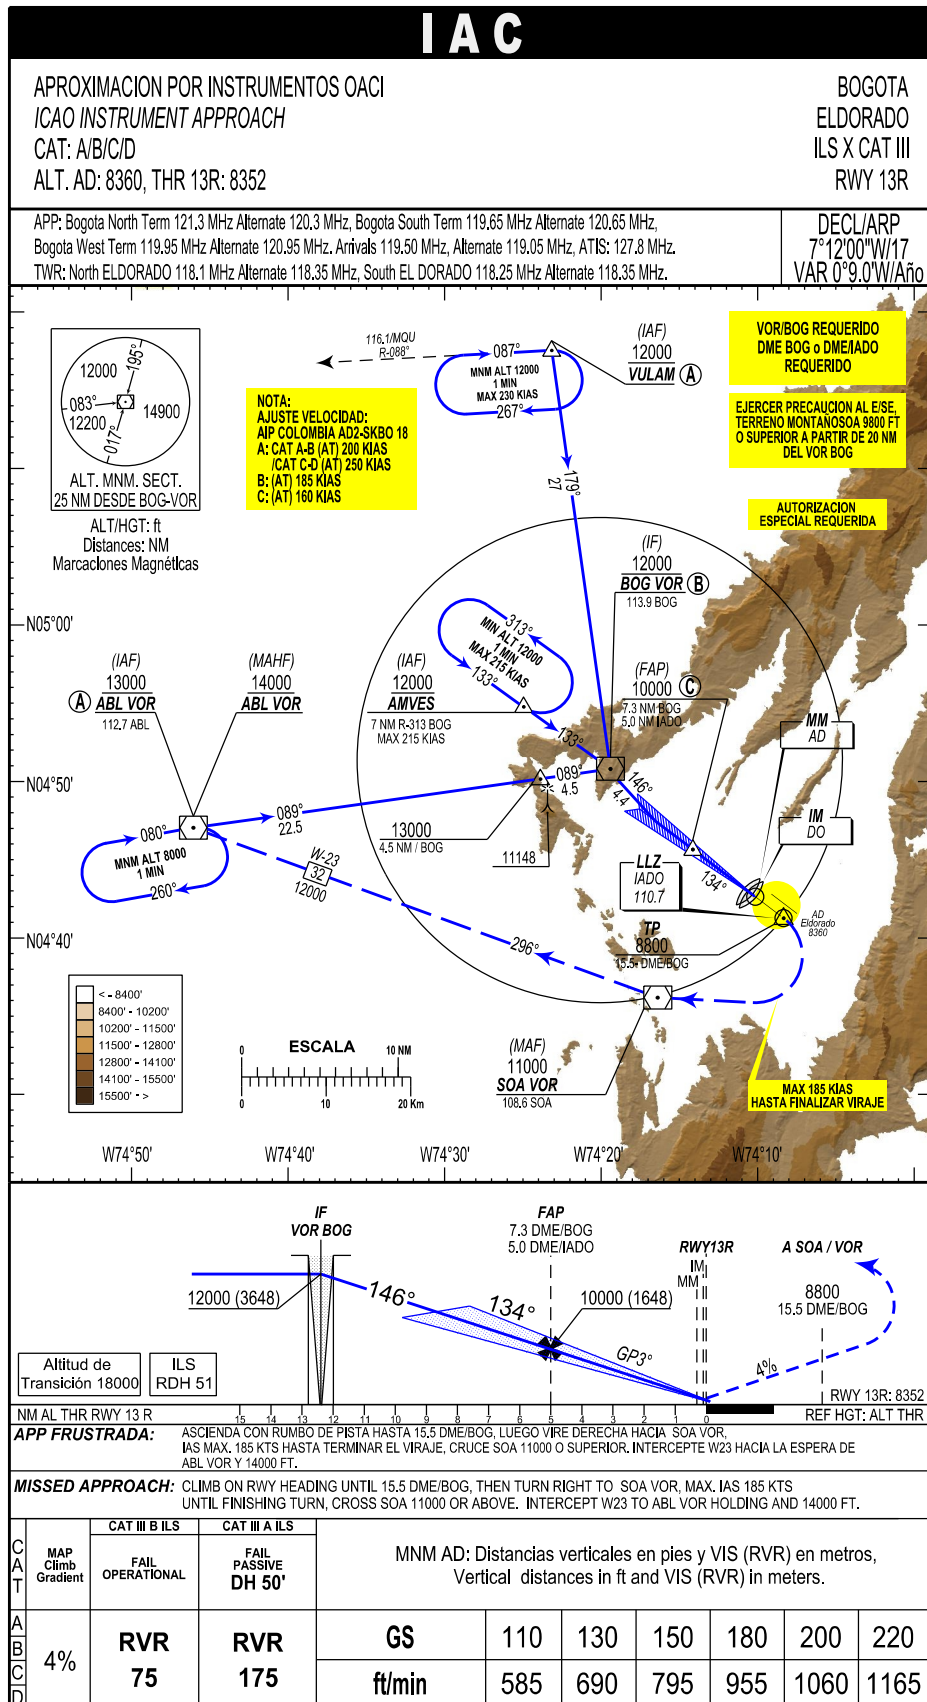 IAC
APROXIMACION POR INSTRUMENTOS OACI
ICAO INSTRUMENT APPROACH
CAT: A/B/C/D
ALT. AD: 8360, THR 13R: 8352
BOGOTA
ELDORADO
ILS X CAT III
RWY 13R
APP: Bogota North Term 121.3 MHz Alternate 120.3 MHz, Bogota South Term 119.65 MHz Alternate 120.65 MHz,
Bogota West Term 119.95 MHz Alternate 120.95 MHz. Arrivals 119.50 MHz, Alternate 119.05 MHz, ATIS: 127.8 MHz.
TWR: North ELDORADO 118.1 MHz Alternate 118.35 MHz, South EL DORADO 118.25 MHz Alternate 118.35 MHz.
DECL/ARP
7°12'00"W/17
VAR 0°9.0'W/Año
12000
195°
083°
12200
14900
017°
ALT. MNM. SECT.
25 NM DESDE BOG-VOR
ALT/HGT: ft
Distances: NM
Marcaciones Magnéticas
116.1/MQU
R-088°
087°
MNM ALT 12000
1 MIN
MAX 230 KIAS
267°
(IAF)
12000
VULAM A
VOR/BOG REQUERIDO
DME BOG o DME/IADO
REQUERIDO
NOTA:
AJUSTE VELOCIDAD:
AIP COLOMBIA AD2-SKBO 18
A: CAT A-B (AT) 200 KIAS
/CAT C-D (AT) 250 KIAS
B: (AT) 185 KIAS
C: (AT) 160 KIAS
EJERCER PRECAUCION AL E/SE,
TERRENO MONTAÑOSOA 9800 FT
O SUPERIOR A PARTIR DE 20 NM
DEL VOR BOG
AUTORIZACION
ESPECIAL REQUERIDA
179°
27
(IF)
12000
BOG VOR B
113.9 BOG
N05°00'
313°
MIN ALT 12000
1 MIN
MAX 215 KIAS
133°
(IAF)
13000
A ABL VOR
112.7 ABL
(MAHF)
14000
ABL VOR
(IAF)
12000
AMVES
7 NM R-313 BOG
MAX 215 KIAS
133°
(FAP)
10000 C
7.3 NM BOG
5.0 NM IADO
MM
AD
N04°50'
089°
4.5
146°
4.4
089°
22.5
080°
MNM ALT 8000
1 MIN
260°
13000
4.5 NM / BOG
11148
IM
DO
W-23
32
12000
LLZ
IADO
110.7
134°
TP
8800
15.5- DME/BOG
AD
Eldorado
8360
N04°40'
296°
< - 8400'
8400' - 10200'
10200' - 11500'
11500' - 12800'
12800' - 14100'
14100' - 15500'
15500' - >
ESCALA
0 10 NM
0 10 20 Km
(MAF)
11000
SOA VOR
108.6 SOA
MAX 185 KIAS
HASTA FINALIZAR VIRAJE
W74°50' W74°40' W74°30' W74°20' W74°10'
IF
VOR BOG
FAP
7.3 DME/BOG
5.0 DME/IADO
RWY13R
IM
MM
A SOA / VOR
12000 (3648)
146°
134°
10000 (1648)
GP3°
8800
15.5 DME/BOG
4%
Altitud de
Transición 18000
ILS
RDH 51
RWY 13R: 8352
NM AL THR RWY 13 R
15 14 13 12 11 10 9 8 7 6 5 4 3 2 1 0
REF HGT: ALT THR
APP FRUSTRADA: ASCIENDA CON RUMBO DE PISTA HASTA 15.5 DME/BOG, LUEGO VIRE DERECHA HACIA SOA VOR,
IAS MAX. 185 KTS HASTA TERMINAR EL VIRAJE, CRUCE SOA 11000 O SUPERIOR. INTERCEPTE W23 HACIA LA ESPERA DE
ABL VOR Y 14000 FT.
MISSED APPROACH: CLIMB ON RWY HEADING UNTIL 15.5 DME/BOG, THEN TURN RIGHT TO SOA VOR, MAX. IAS 185 KTS
UNTIL FINISHING TURN, CROSS SOA 11000 OR ABOVE. INTERCEPT W23 TO ABL VOR HOLDING AND 14000 FT.
CAT
MAP
Climb
Gradient
CAT III B ILS
FAIL
OPERATIONAL
CAT III A ILS
FAIL
PASSIVE
DH 50'
MNM AD: Distancias verticales en pies y VIS (RVR) en metros,
Vertical distances in ft and VIS (RVR) in meters.
A
B
C
D
4%
RVR
75
RVR
175
GS 110 130 150 180 200 220
ft/min 585 690 795 955 1060 1165